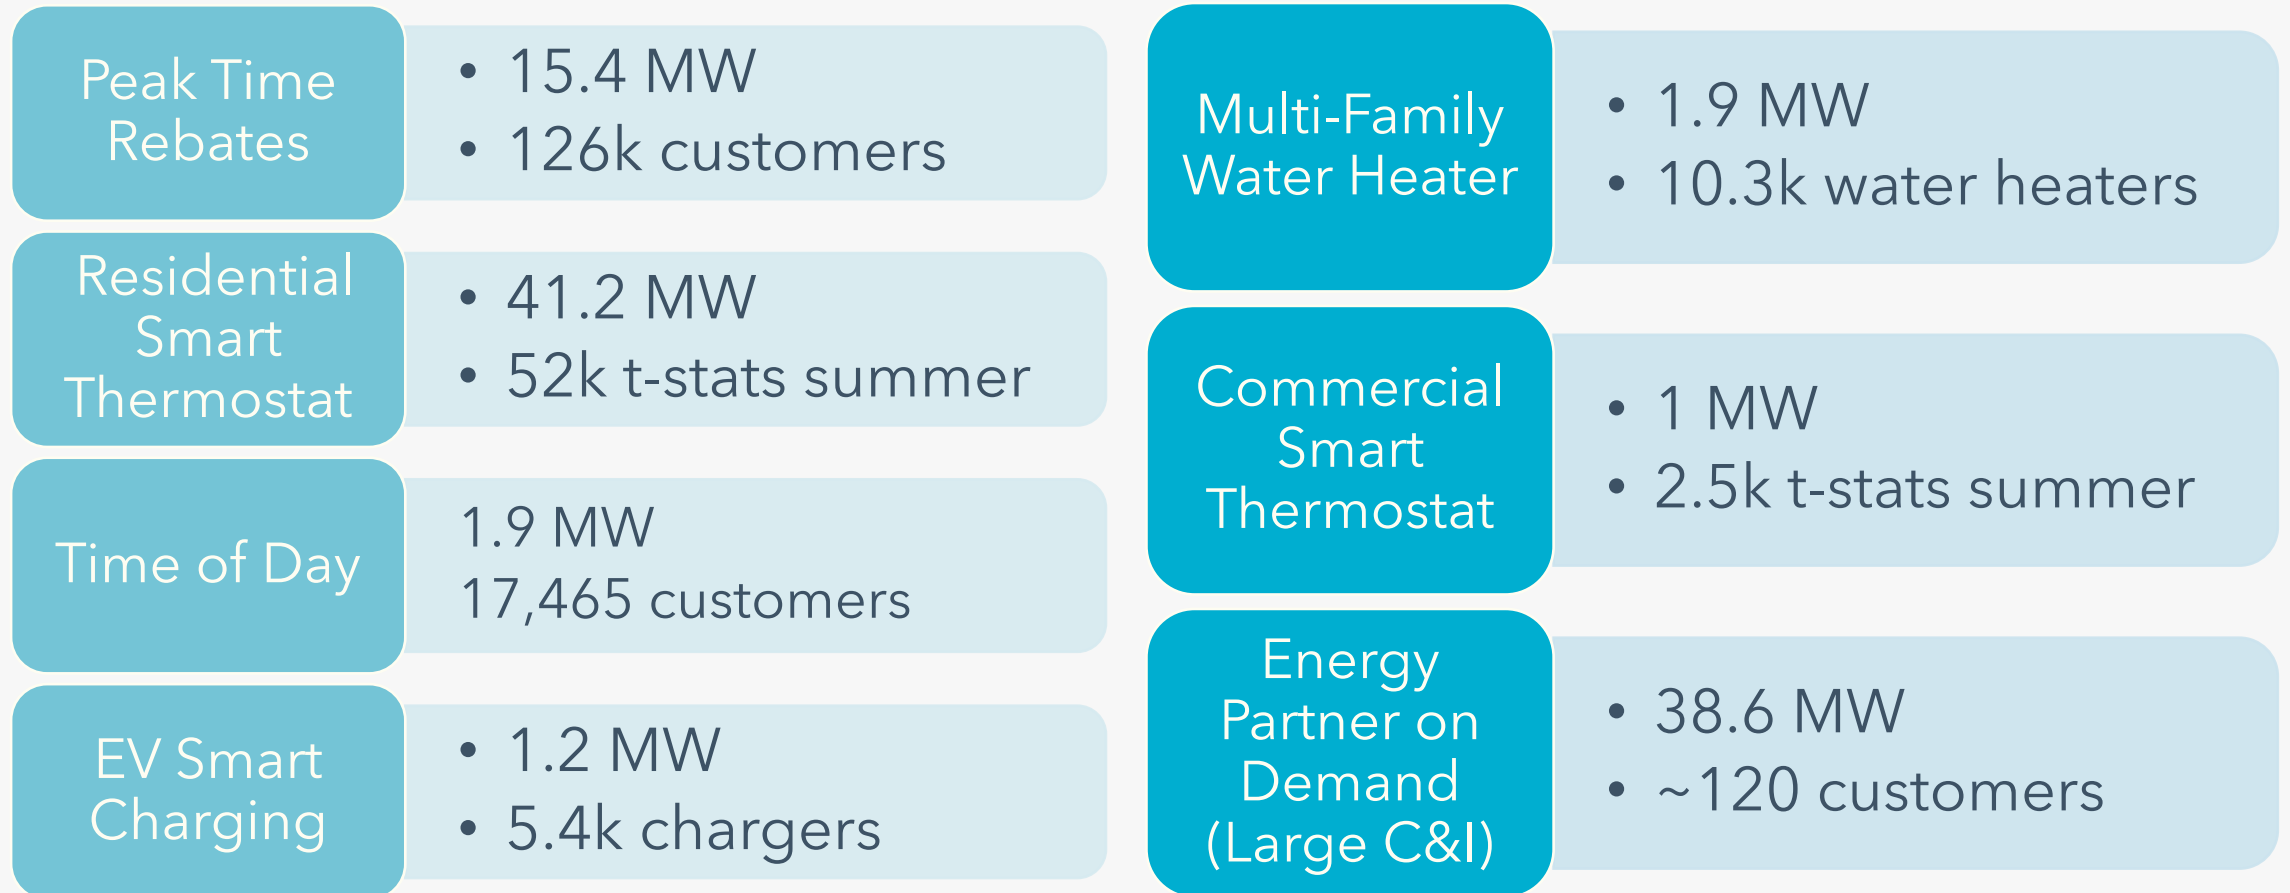 Peak Time
Rebates
• 15.4 MW
• 126k customers
Residential
Smart
Thermostat
• 41.2 MW
• 52k t-stats summer
Time of Day
1.9 MW
17,465 customers
EV Smart
Charging
• 1.2 MW
• 5.4k chargers
Multi-Family
Water Heater
• 1.9 MW
• 10.3k water heaters
Commercial
Smart
Thermostat
• 1 MW
• 2.5k t-stats summer
Energy
Partner on
Demand
(Large C&I)
• 38.6 MW
• ~120 customers